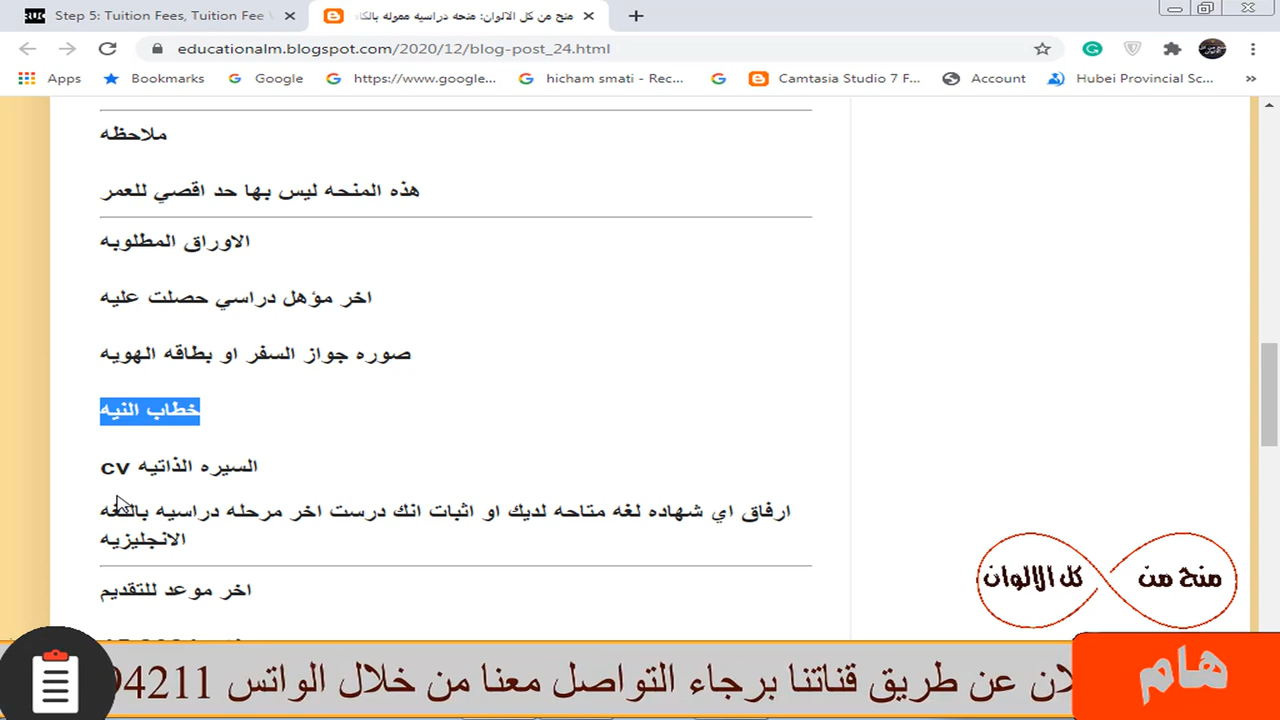 Step 5: Tuition Fees, Tuition Fee
منح من كل الالوان: منحه دراسيه مموله بالكا
educationalm.blogspot.com/2020/12/blog-post_24.html
Apps Bookmarks Google https://www.google... hicham smati - Rec... Camtasia Studio 7 F... Account Hubei Provincial Sc... »
ملاحظه
هذه المنحه ليس بها حد اقصي للعمر
الاوراق المطلوبه
اخر مؤهل دراسي حصلت عليه
صوره جواز السفر او بطاقه الهويه
خطاب النيه
السيره الذاتيه cv
ارفاق اي شهاده لغه متاحه لديك او اثبات انك درست اخر مرحله دراسيه باللغه
الانجليزيه
اخر موعد للتقديم
منح من كل الالوان
هام
لان عن طريق قناتنا برجاء التواصل معنا من خلال الواتس 94211